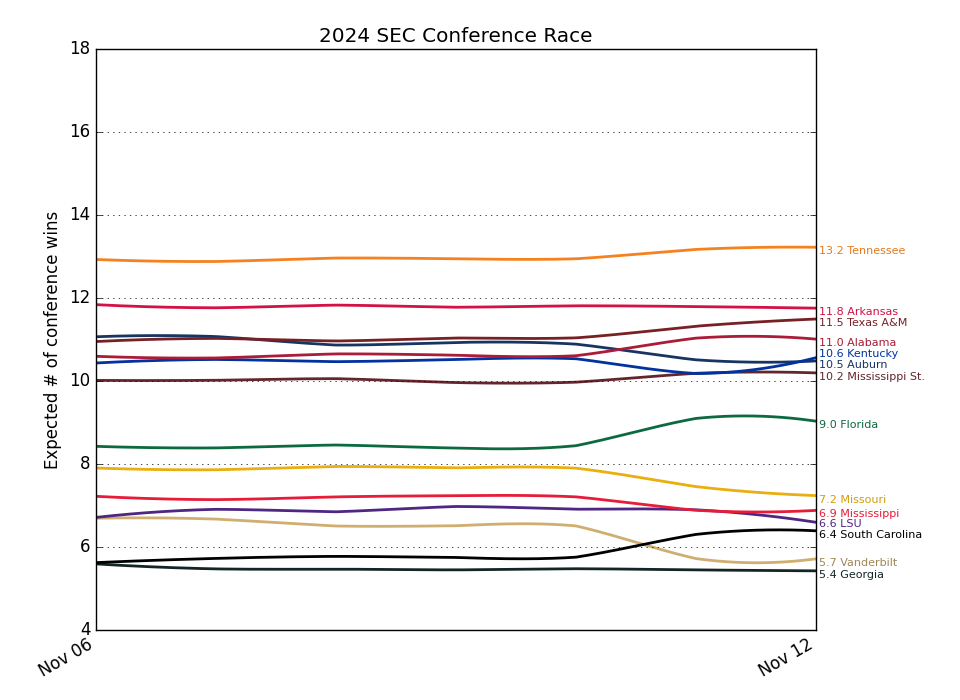 2024 SEC Conference Race
Expected # of conference wins
18
16
14
12
10
8
6
4
Nov 06
Nov 12
13.2 Tennessee
11.8 Arkansas
11.5 Texas A&M
11.0 Alabama
10.6 Kentucky
10.5 Auburn
10.2 Mississippi St.
9.0 Florida
7.2 Missouri
6.9 Mississippi
6.6 LSU
6.4 South Carolina
5.7 Vanderbilt
5.4 Georgia